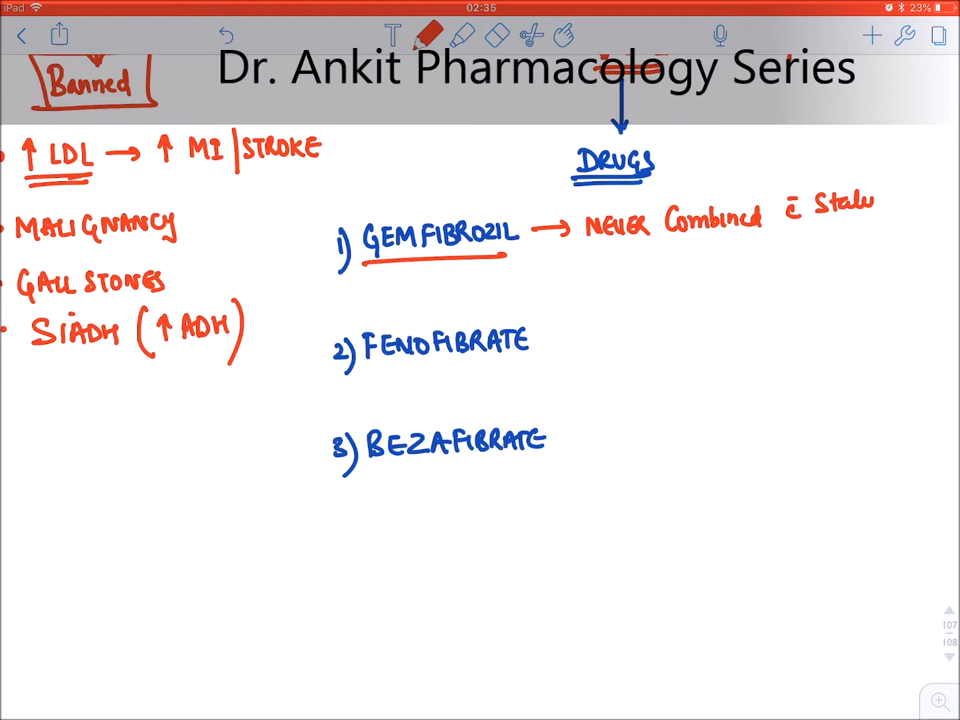 iPad 02:35 23%
T
Dr. Ankit Pharmacology Series
Banned
↑ LDL → ↑ MI | STROKE
MALIGNANCY
GALL STONES
SIADH (↑ ADH)
DRUGS
1) GEMFIBROZIL → NEVER Combined c̄
2) FENOFIBRATE
3) BEZAFIBRATE
107
108